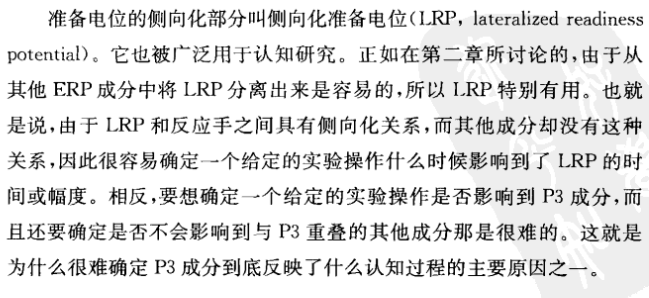 准备电位的侧向化部分叫侧向化准备电位(LRP, lateralized readiness
potential)。它也被广泛用于认知研究。正如在第二章所讨论的,由于从
其他 ERP 成分中将 LRP 分离出来是容易的,所以 LRP 特别有用。也就
是说,由于 LRP 和反应手之间具有侧向化关系,而其他成分却没有这种
关系,因此很容易确定一个给定的实验操作什么时候影响到了 LRP 的时
间或幅度。相反,要想确定一个给定的实验操作是否影响到 P3 成分,而
且还要确定是否不会影响到与 P3 重叠的其他成分那是很难的。这就是
为什么很难确定 P3 成分到底反映了什么认知过程的主要原因之一。